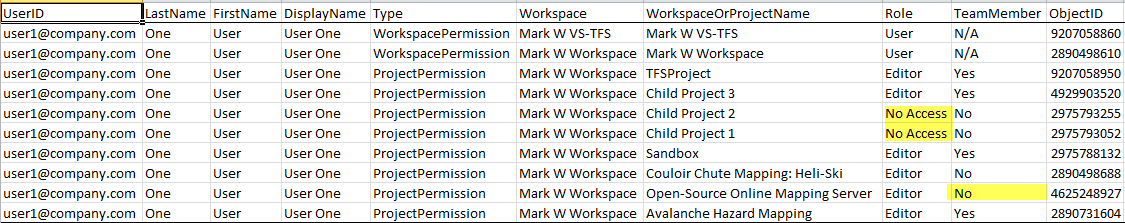 UserID LastName FirstName DisplayName Type Workspace WorkspaceOrProjectName Role TeamMember ObjectID
user1@company.com One User User One WorkspacePermission Mark W VS-TFS Mark W VS-TFS User N/A 9207058860
user1@company.com One User User One WorkspacePermission Mark W Workspace Mark W Workspace User N/A 2890498610
user1@company.com One User User One ProjectPermission Mark W Workspace TFSProject Editor Yes 9207058950
user1@company.com One User User One ProjectPermission Mark W Workspace Child Project 3 Editor Yes 4929903520
user1@company.com One User User One ProjectPermission Mark W Workspace Child Project 2 No Access No 2975793255
user1@company.com One User User One ProjectPermission Mark W Workspace Child Project 1 No Access No 2975793052
user1@company.com One User User One ProjectPermission Mark W Workspace Sandbox Editor Yes 2975788132
user1@company.com One User User One ProjectPermission Mark W Workspace Couloir Chute Mapping: Heli-Ski Editor No 2890498688
user1@company.com One User User One ProjectPermission Mark W Workspace Open-Source Online Mapping Server Editor No 4625248927
user1@company.com One User User One ProjectPermission Mark W Workspace Avalanche Hazard Mapping Editor Yes 2890731604